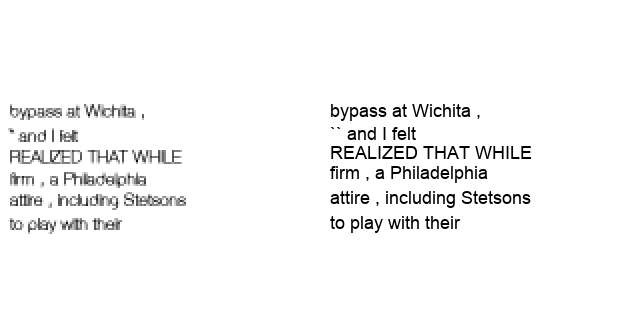 bypass at Wichita ,
`` and I felt
REALIZED THAT WHILE
firm , a Philadelphia
attire , including Stetsons
to play with their
bypass at Wichita ,
`` and I felt
REALIZED THAT WHILE
firm , a Philadelphia
attire , including Stetsons
to play with their